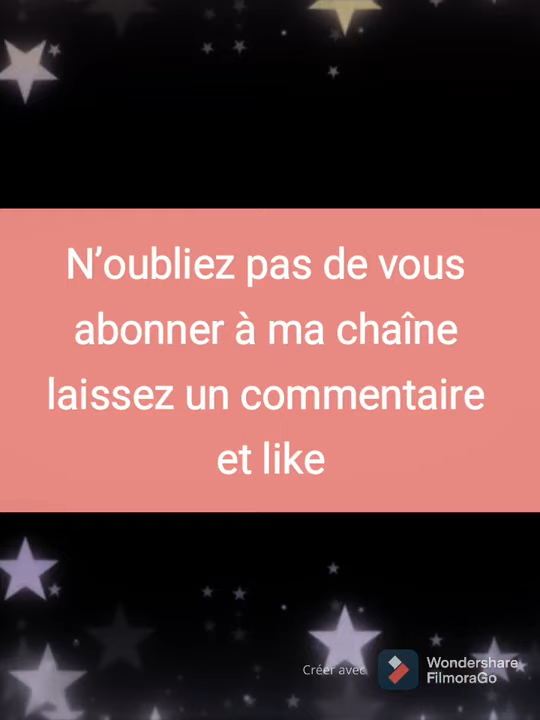 N’oubliez pas de vous
abonner à ma chaîne
laissez un commentaire
et like
Créer avec
Wondershare
FilmoraGo